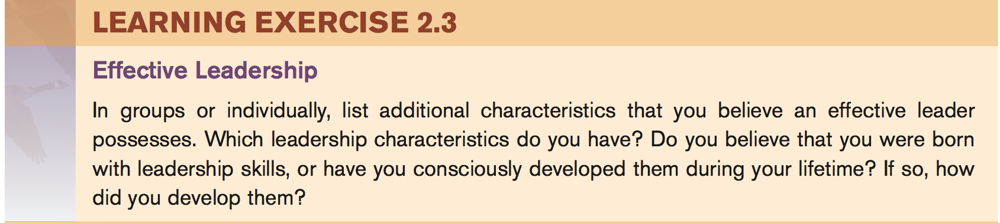 LEARNING EXERCISE 2.3
Effective Leadership
In groups or individually, list additional characteristics that you believe an effective leader
possesses. Which leadership characteristics do you have? Do you believe that you were born
with leadership skills, or have you consciously developed them during your lifetime? If so, how
did you develop them?